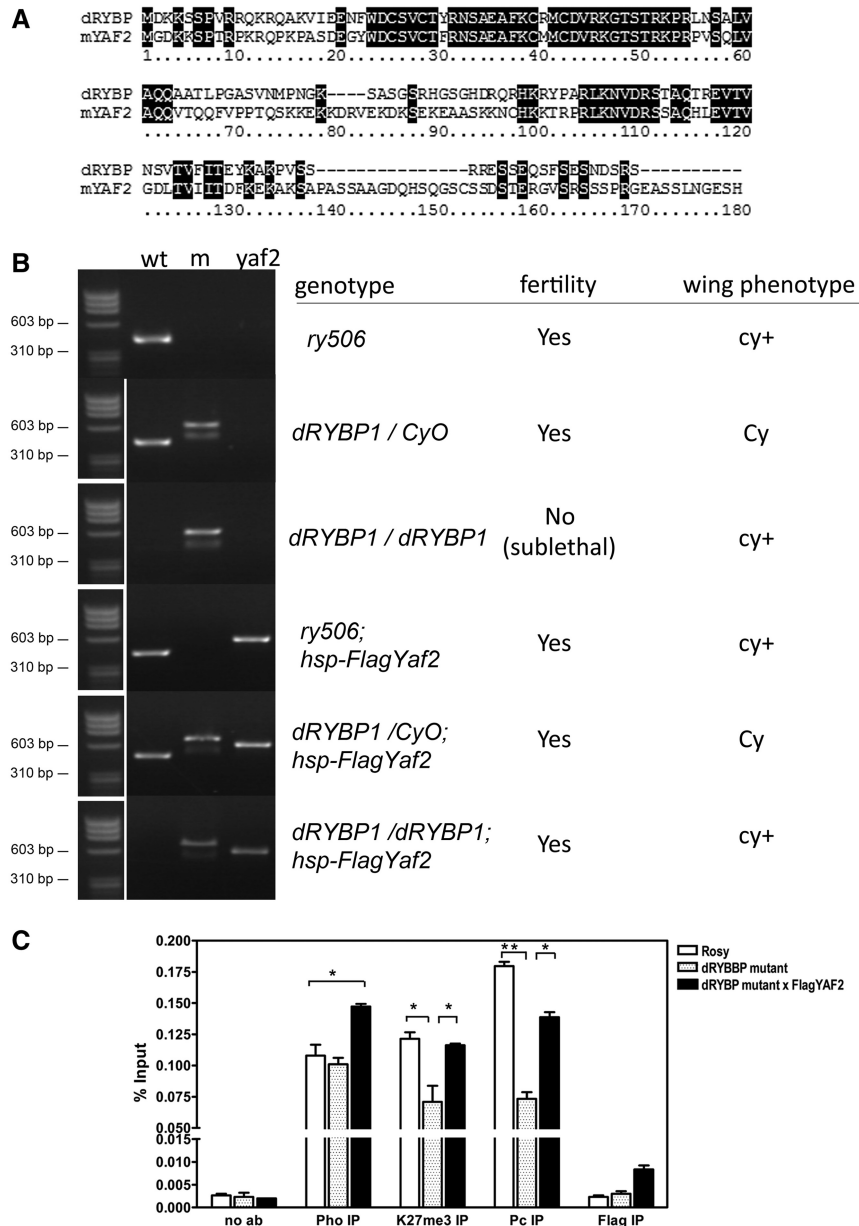 A
dRYBP MDKKSSPVRRQKRQAKVIEENFWDCSVCTYRNSAEAFKCRMCDVRKGTSTRKPRLNSALV
mYAF2 MGDKKSPTRPKRQPKPASDEGYWDCSVCTFRNSAEAFKCMMCDVRKGTSTRKPRPVSQLV
1........10........20........30........40........50........60
dRYBP AQQAATLPGASVNMPNGK----SASGSRHGSGHDRQRHKRYPARLKNVDRSTAQTREVTV
mYAF2 AQQVTQQFVPPTQSKKEKKDRVEKDKSEKEAASKKNCHKKTRPRLKNVDRSSAQHLEVTV
.........70........80........90.......100.......110.......120
dRYBP NSVTVFITEYKAKPVSS---------------RRESSEQSFSESNDSRS-----------
mYAF2 GDLTVIITDFKEKAKSAPASSAAGDQHSQGSCSSDSTERGVSRSSSPRGEASSLNGESH
........130.......140.......150.......160.......170.......180
B
wt m yaf2
genotype fertility wing phenotype
603 bp
310 bp
ry506 Yes cy+
603 bp
310 bp
dRYBP1 / CyO Yes Cy
603 bp
310 bp
dRYBP1 / dRYBP1 No (sublethal) cy+
603 bp
310 bp
ry506;
hsp-FlagYaf2 Yes cy+
603 bp
310 bp
dRYBP1 /CyO;
hsp-FlagYaf2 Yes Cy
603 bp
310 bp
dRYBP1 /dRYBP1;
hsp-FlagYaf2 Yes cy+
C
% Input
0.200
0.175
0.150
0.125
0.100
0.075
0.050
0.015
0.010
0.005
0.000
*
* *
** *
Rosy
dRYBBP mutant
dRYBP mutant x FlagYAF2
no ab Pho IP K27me3 IP Pc IP Flag IP